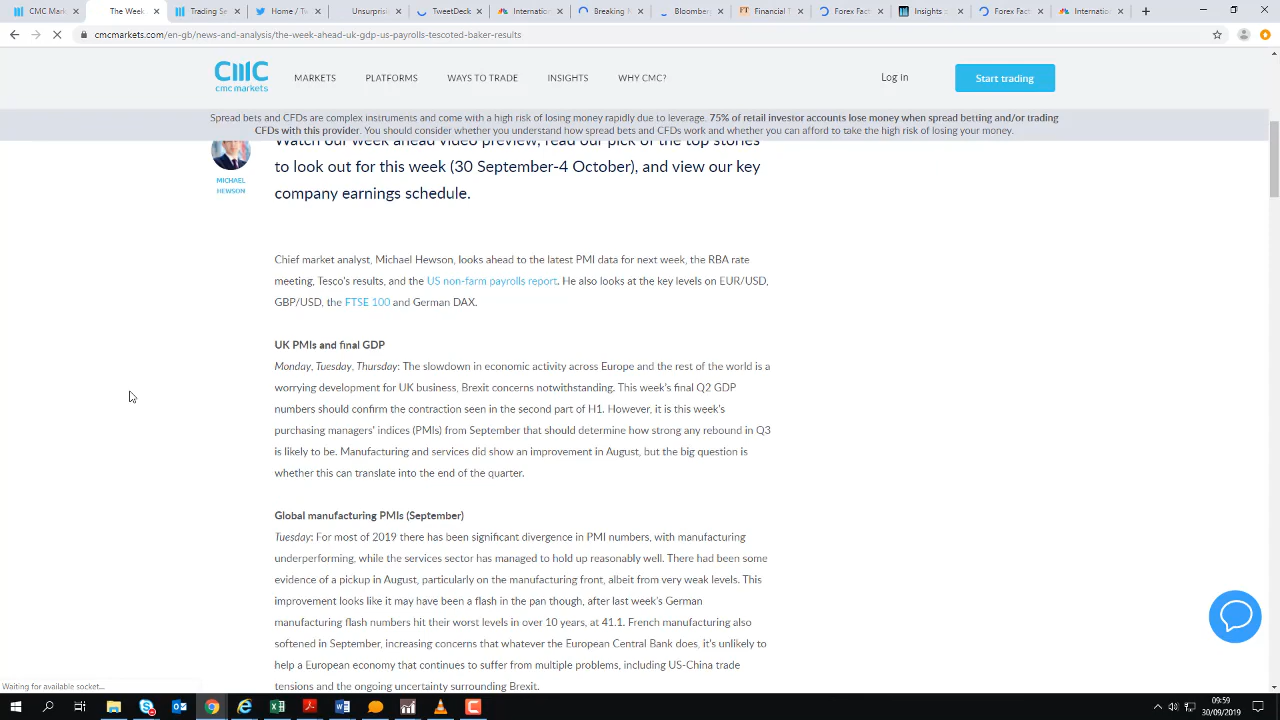 CMC Mark
The Week
Trading Se
Home / Tw
Unsurpris
TweetDeck
Internation
Breaking N
Bloomberg
Financial T
Forex Fact
Insights a
Forex Fact
Internation
cmcmarkets.com/en-gb/news-and-analysis/the-week-ahead-uk-gdp-us-payrolls-tescoted-baker-results
cmc markets
MARKETS
PLATFORMS
WAYS TO TRADE
INSIGHTS
WHY CMC?
Log In
Start trading
Spread bets and CFDs are complex instruments and come with a high risk of losing money rapidly due to leverage. 75% of retail investor accounts lose money when spread betting and/or trading
CFDs with this provider. You should consider whether you understand how spread bets and CFDs work and whether you can afford to take the high risk of losing your money.
MICHAEL
HEWSON
Watch our week ahead video preview, read our pick of the top stories
to look out for this week (30 September-4 October), and view our key
company earnings schedule.
Chief market analyst, Michael Hewson, looks ahead to the latest PMI data for next week, the RBA rate
meeting, Tesco's results, and the US non-farm payrolls report. He also looks at the key levels on EUR/USD,
GBP/USD, the FTSE 100 and German DAX.
UK PMIs and final GDP
Monday, Tuesday, Thursday: The slowdown in economic activity across Europe and the rest of the world is a
worrying development for UK business, Brexit concerns notwithstanding. This week's final Q2 GDP
numbers should confirm the contraction seen in the second part of H1. However, it is this week's
purchasing managers' indices (PMIs) from September that should determine how strong any rebound in Q3
is likely to be. Manufacturing and services did show an improvement in August, but the big question is
whether this can translate into the end of the quarter.
Global manufacturing PMIs (September)
Tuesday: For most of 2019 there has been significant divergence in PMI numbers, with manufacturing
underperforming, while the services sector has managed to hold up reasonably well. There had been some
evidence of a pickup in August, particularly on the manufacturing front, albeit from very weak levels. This
improvement looks like it may have been a flash in the pan though, after last week's German
manufacturing flash numbers hit their worst levels in over 10 years, at 41.1. French manufacturing also
softened in September, increasing concerns that whatever the European Central Bank does, it's unlikely to
help a European economy that continues to suffer from multiple problems, including US-China trade
tensions and the ongoing uncertainty surrounding Brexit.
Waiting for available socket...
09:59
30/09/2019